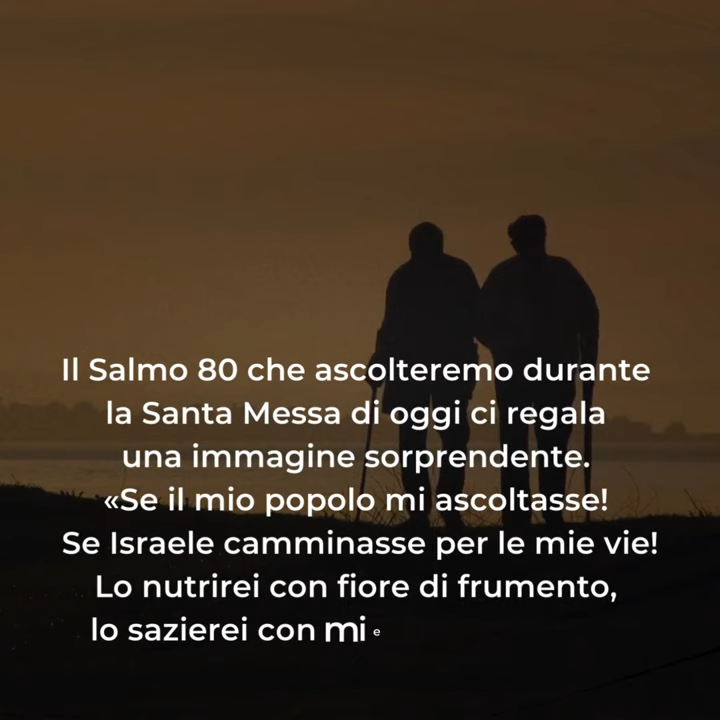 Il Salmo 80 che ascolteremo durante
la Santa Messa di oggi ci regala
una immagine sorprendente.
«Se il mio popolo mi ascoltasse!
Se Israele camminasse per le mie vie!
Lo nutrirei con fiore di frumento,
lo sazierei con mi e